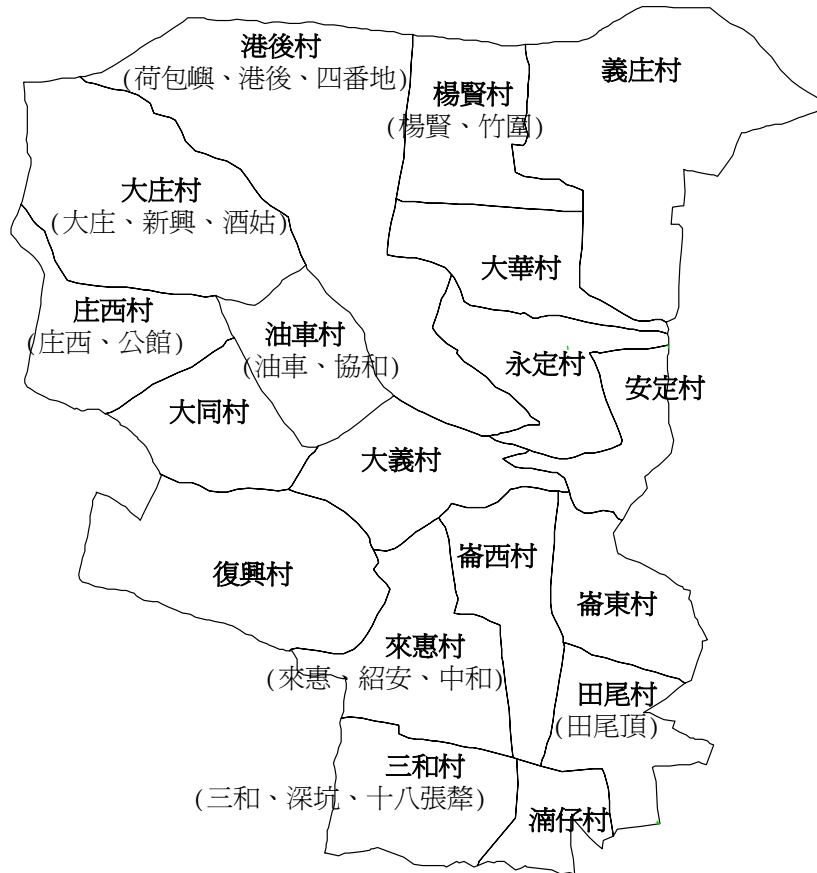 港後村
(荷包嶼、港後、四番地)
義庄村
楊賢村
(楊賢、竹圍)
大庄村
(大庄、新興、酒姑)
大華村
庄西村
(庄西、公館)
油車村
(油車、協和)
永定村
安定村
大同村
大義村
復興村
崙西村
崙東村
來惠村
(來惠、紹安、中和)
田尾村
(田尾頂)
三和村
(三和、深坑、十八張犛)
湳仔村